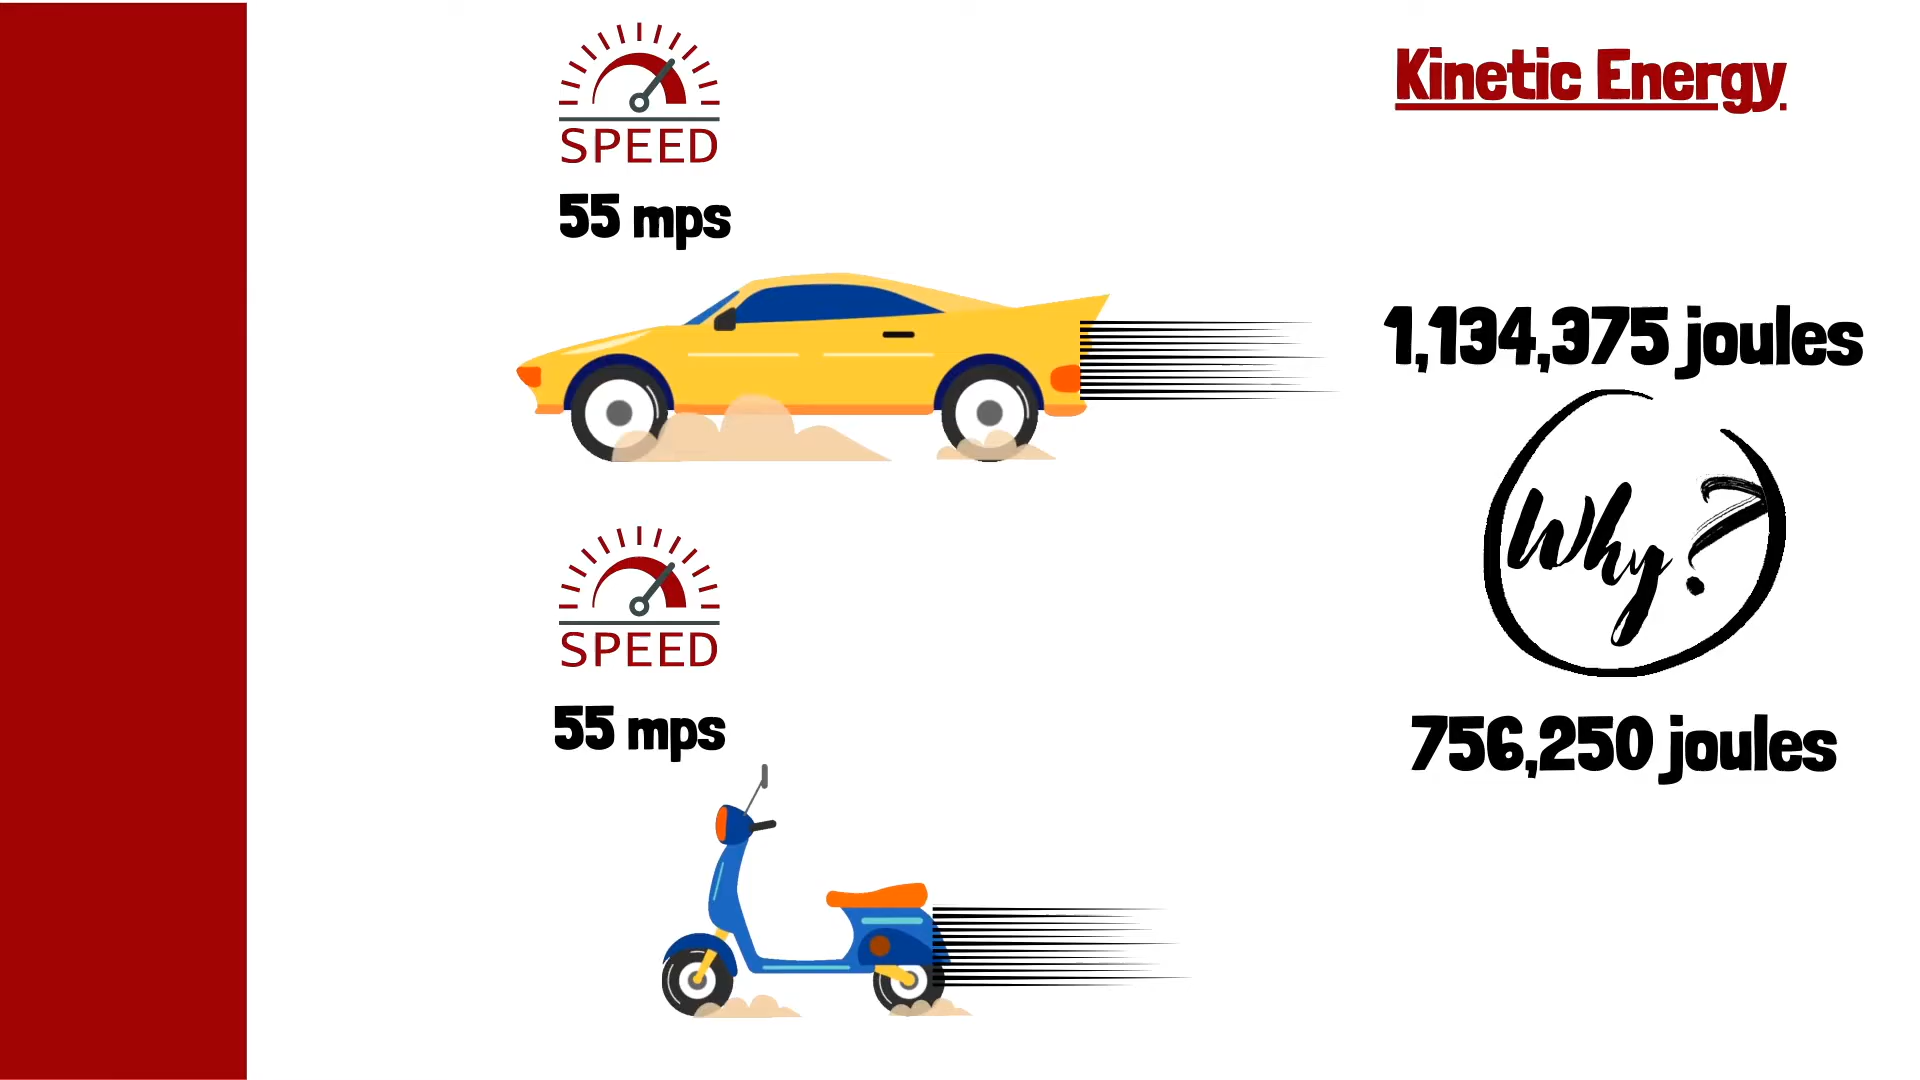 SPEED
55 mps
Kinetic Energy
1,134,375 joules
Why?
SPEED
55 mps
756,250 joules